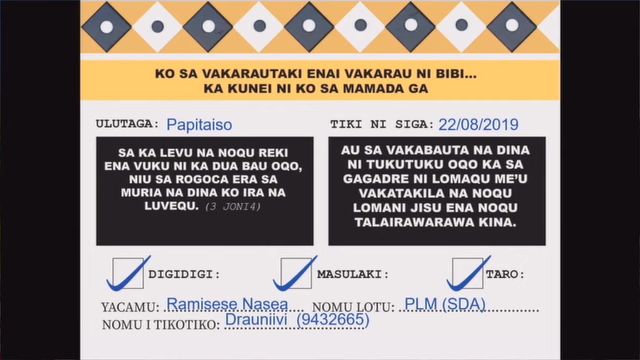 KO SA VAKARAUTAKI ENAI VAKARAU NI BIBI...
KA KUNEI NI KO SA MAMADA GA
ULUTAGA: Papitaiso
TIKI NI SIGA: 22/08/2019
SA KA LEVU NA NOQU REKI
ENA VUKU NI KA DUA BAU OQO,
NIU SA ROGOCA ERA SA
MURIA NA DINA KO IRA NA
LUVEQU. (3 JONI4)
AU SA VAKABAUTA NA DINA
NI TUKUTUKU OQO KA SA
GAGADRE NI LOMAQU ME'U
VAKATAKILA NA NOQU
LOMANI JISU ENA NOQU
TALAIRAWARAWA KINA.
DIGIDIGI: MASULAKI: TARO:
YACAMU: Ramisese Nasea NOMU LOTU: PLM (SDA)
NOMU I TIKOTIKO: Drauniivi (9432665)